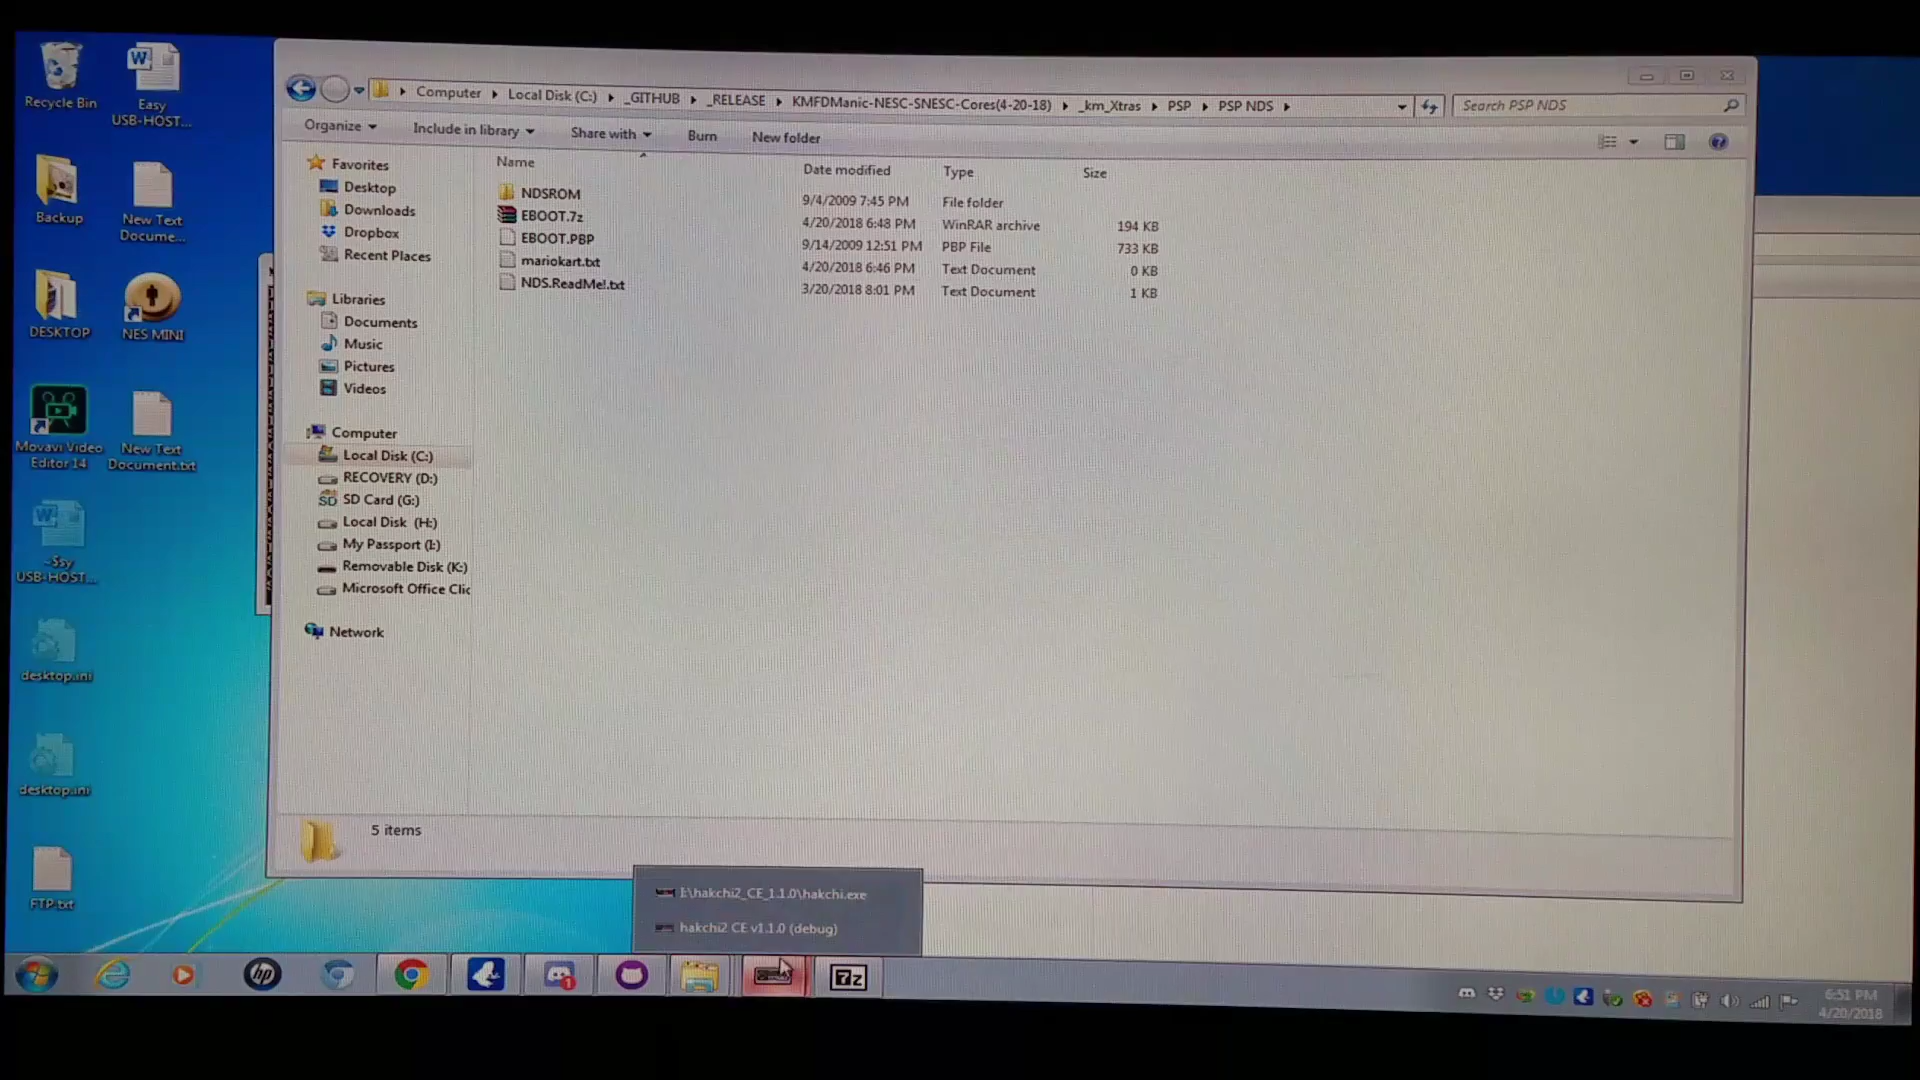 Recycle Bin
Easy
USB-HOST...
Backup
New Text
Docume...
DESKTOP
NES MINI
Movavi Video
Editor 14
New Text
Document.txt
~$sy
USB-HOST...
desktop.ini
desktop.ini
FTP.txt
Computer
Local Disk (C:)
_GITHUB
_RELEASE
KMFDManic-NESC-SNESC-Cores(4-20-18)
_km_Xtras
PSP
PSP NDS
Search PSP NDS
Organize
Include in library
Share with
Burn
New folder
Favorites
Desktop
Downloads
Dropbox
Recent Places
Libraries
Documents
Music
Pictures
Videos
Computer
Local Disk (C:)
RECOVERY (D:)
SD Card (G:)
Local Disk (H:)
My Passport (I:)
Removable Disk (K:)
Microsoft Office Clic
Network
Name Date modified Type Size
NDSROM 9/4/2009 7:45 PM File folder
EBOOT.7z 4/20/2018 6:48 PM WinRAR archive 194 KB
EBOOT.PBP 9/14/2009 12:51 PM PBP File 733 KB
mariokart.txt 4/20/2018 6:46 PM Text Document 0 KB
NDS.ReadMe!.txt 3/20/2018 8:01 PM Text Document 1 KB
5 items
I:\hakchi2_CE_1.1.0\hakchi.exe
hakchi2 CE v1.1.0 (debug)
hp
1
7z
6:51 PM
4/20/2018